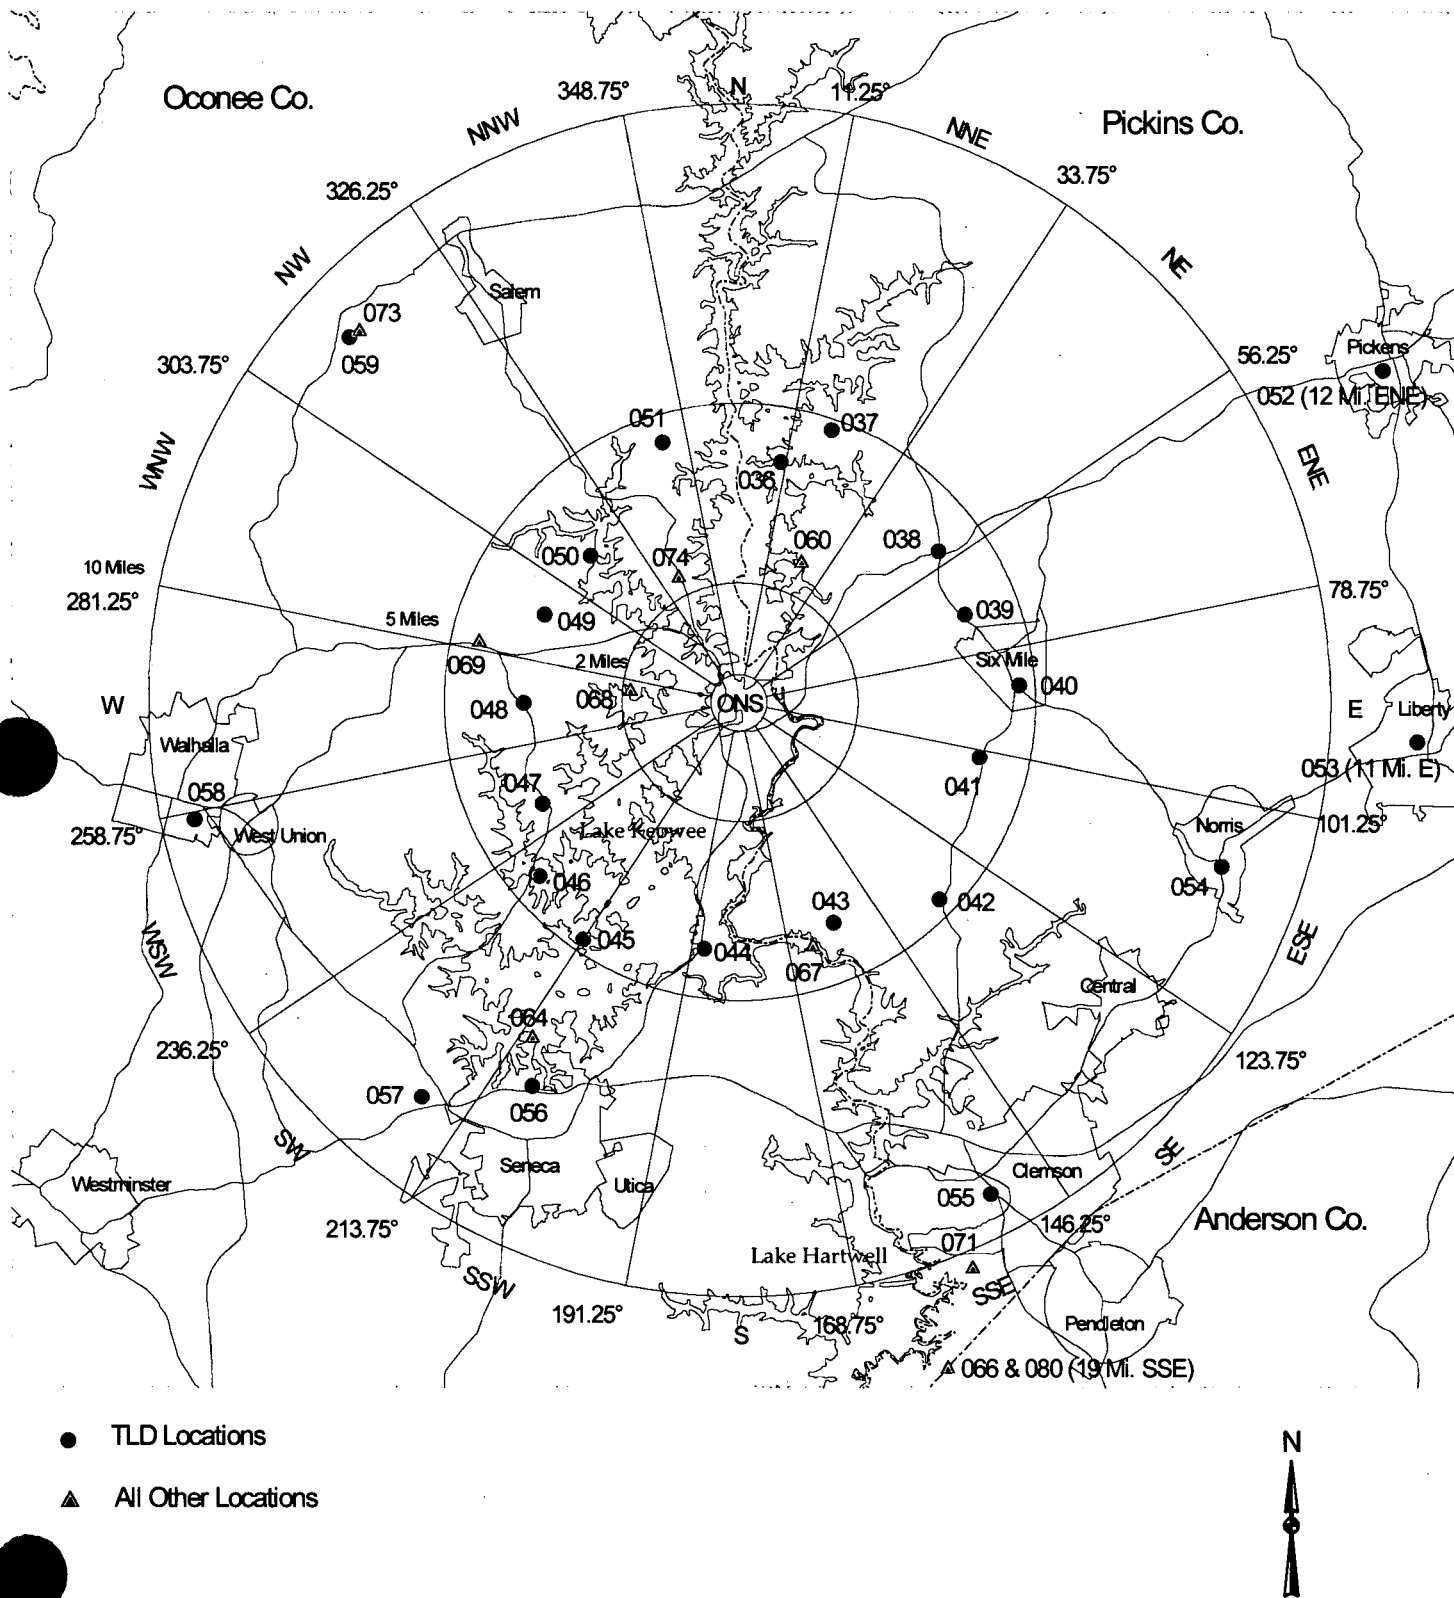 N
348.75°
11.25°
Oconee Co.
Pickins Co.
NNW
NNE
326.25°
33.75°
NW
NE
Salem
073
059
303.75°
56.25°
Pickens
052 (12 Mi. ENE)
051
037
036
WNW
ENE
050
074
060
038
10 Miles
281.25°
78.75°
5 Miles
049
039
069
2 Miles
068
Six Mile
048
ONS
040
W
E
Liberty
Walhalla
053 (11 Mi. E)
041
058
047
258.75°
West Union
Lake Keowee
Norris
101.25°
046
054
043
042
045
044
067
WSW
ESE
Central
064
236.25°
123.75°
057
056
SW
SE
Westminster
Seneca
Utica
Clemson
055
213.75°
146.25°
Anderson Co.
071
Lake Hartwell
SSW
SSE
191.25°
168.75°
S
Pendleton
066 & 080 (19 Mi. SSE)
TLD Locations
All Other Locations
N